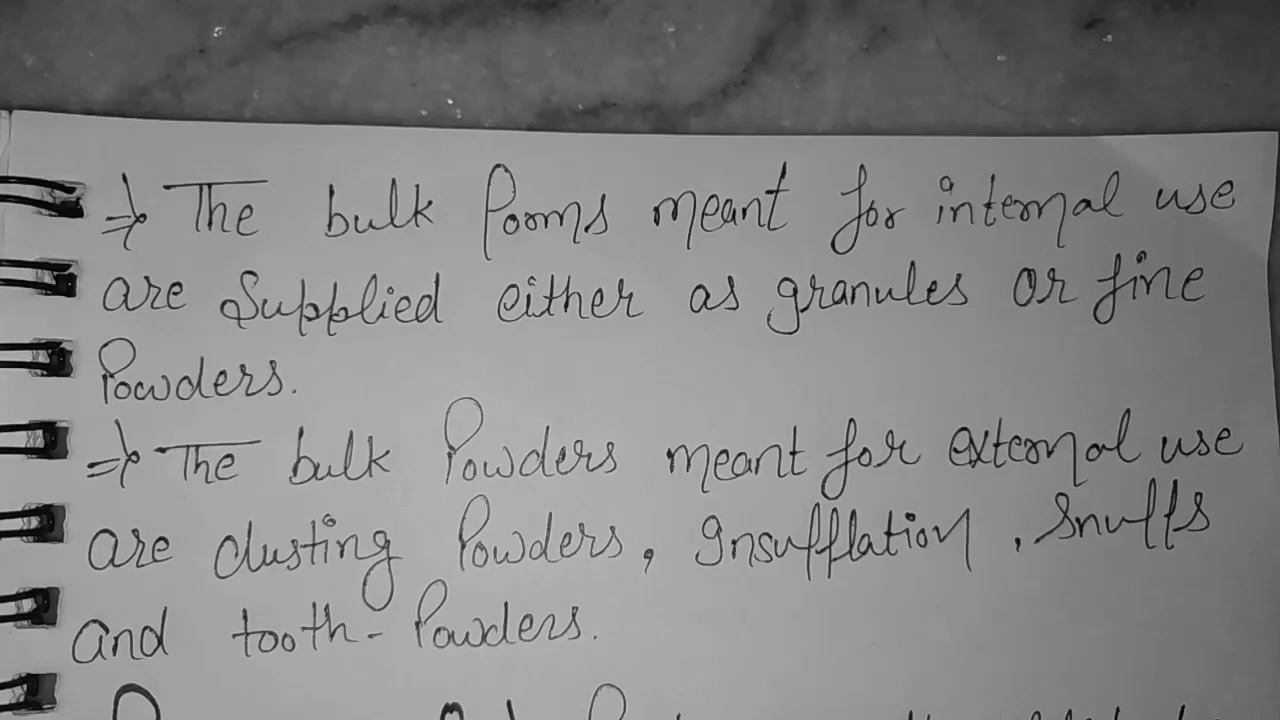 ⇒ The bulk Pooms meant for internal use
are Supplied either as granules or fine
Powders.
⇒ The bulk Powders meant for external use
are dusting Powders, Insufflation, Snuffs
and tooth-Powders.